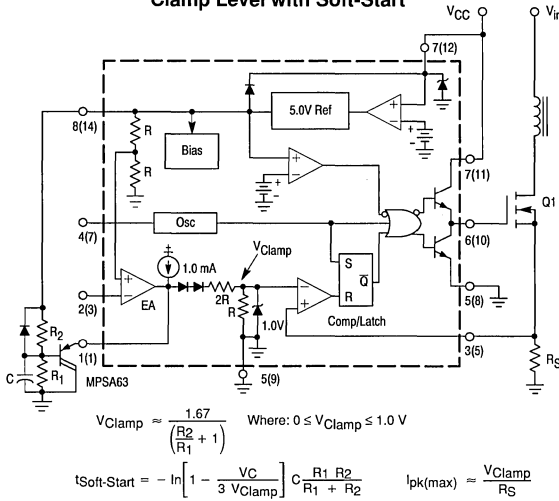 Clamp Level with Soft-Start
VCC
Vin
7(12)
5.0V Ref
8(14)
R
Bias
R
7(11)
Q1
4(7)
Osc
6(10)
VClamp
S
Q
R
1.0 mA
5(8)
2(3)
EA
2R
R
1.0V
Comp/Latch
3(5)
R2
1(1)
C
R1
MPSA63
5(9)
RS
VClamp ≈ 1.67 / (R2/R1 + 1) Where: 0 ≤ VClamp ≤ 1.0 V
tSoft-Start = - ln[1 - VC / 3 VClamp] C R1 R2 / R1 + R2 Ipk(max) ≈ VClamp / RS